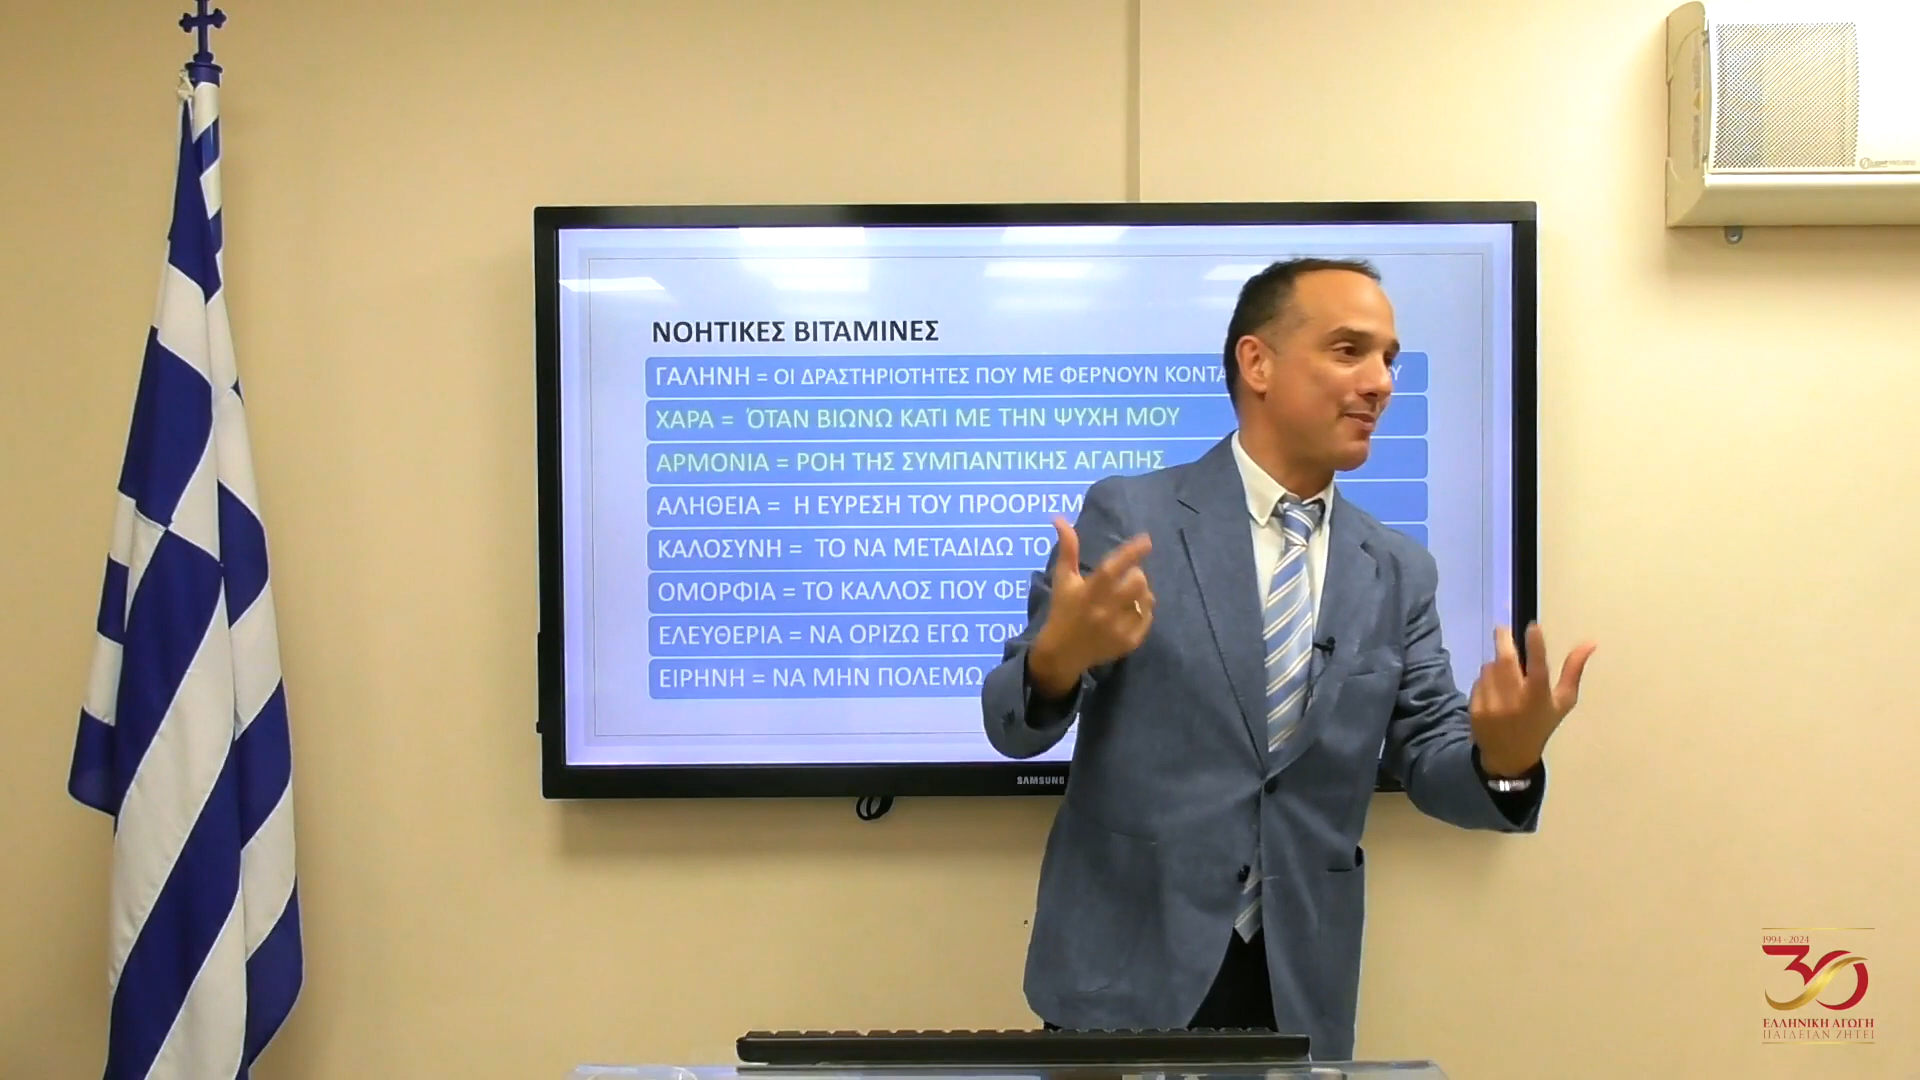 ΝΟΗΤΙΚΕΣ ΒΙΤΑΜΙΝΕΣ
ΓΑΛΗΝΗ = ΟΙ ΔΡΑΣΤΗΡΙΟΤΗΤΕΣ ΠΟΥ ΜΕ ΦΕΡΝΟΥΝ ΚΟΝΤΑ
ΧΑΡΑ = ΌΤΑΝ ΒΙΩΝΩ ΚΑΤΙ ΜΕ ΤΗΝ ΨΥΧΗ ΜΟΥ
ΑΡΜΟΝΙΑ = ΡΟΗ ΤΗΣ ΣΥΜΠΑΝΤΙΚΗΣ ΑΓΑΠΗΣ
ΑΛΗΘΕΙΑ = Η ΕΥΡΕΣΗ ΤΟΥ
ΚΑΛΟΣΥΝΗ = ΤΟ ΝΑ ΜΕΤΑΔΙΔΩ ΤΟ
ΟΜΟΡΦΙΑ = ΤΟ ΚΑΛΛΟΣ ΠΟΥ
ΕΛΕΥΘΕΡΙΑ = ΝΑ ΟΡΙΖΩ ΕΓΩ ΤΟΝ
ΕΙΡΗΝΗ = ΝΑ ΜΗΝ ΠΟΛΕΜΩ
SAMSUNG
1994 - 2024
30
ΕΛΛΗΝΙΚΗ ΑΓΩΓΗ
ΠΑΙΔΕΙΑΝ ΖΗΤΕΙ